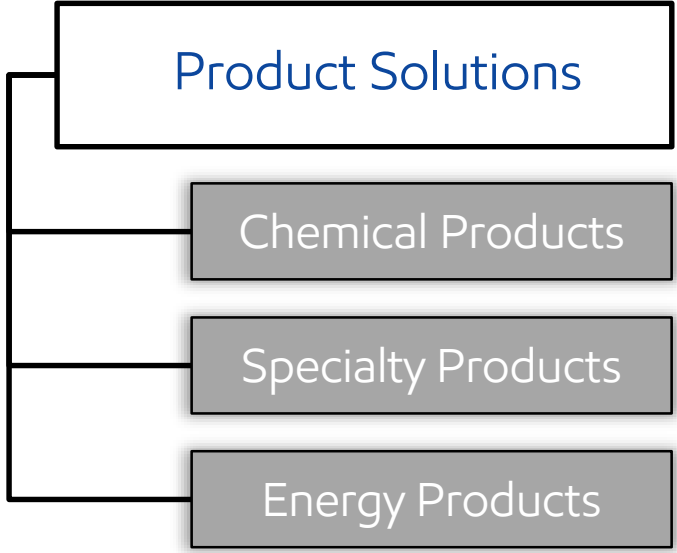 Product Solutions
Chemical Products
Specialty Products
Energy Products